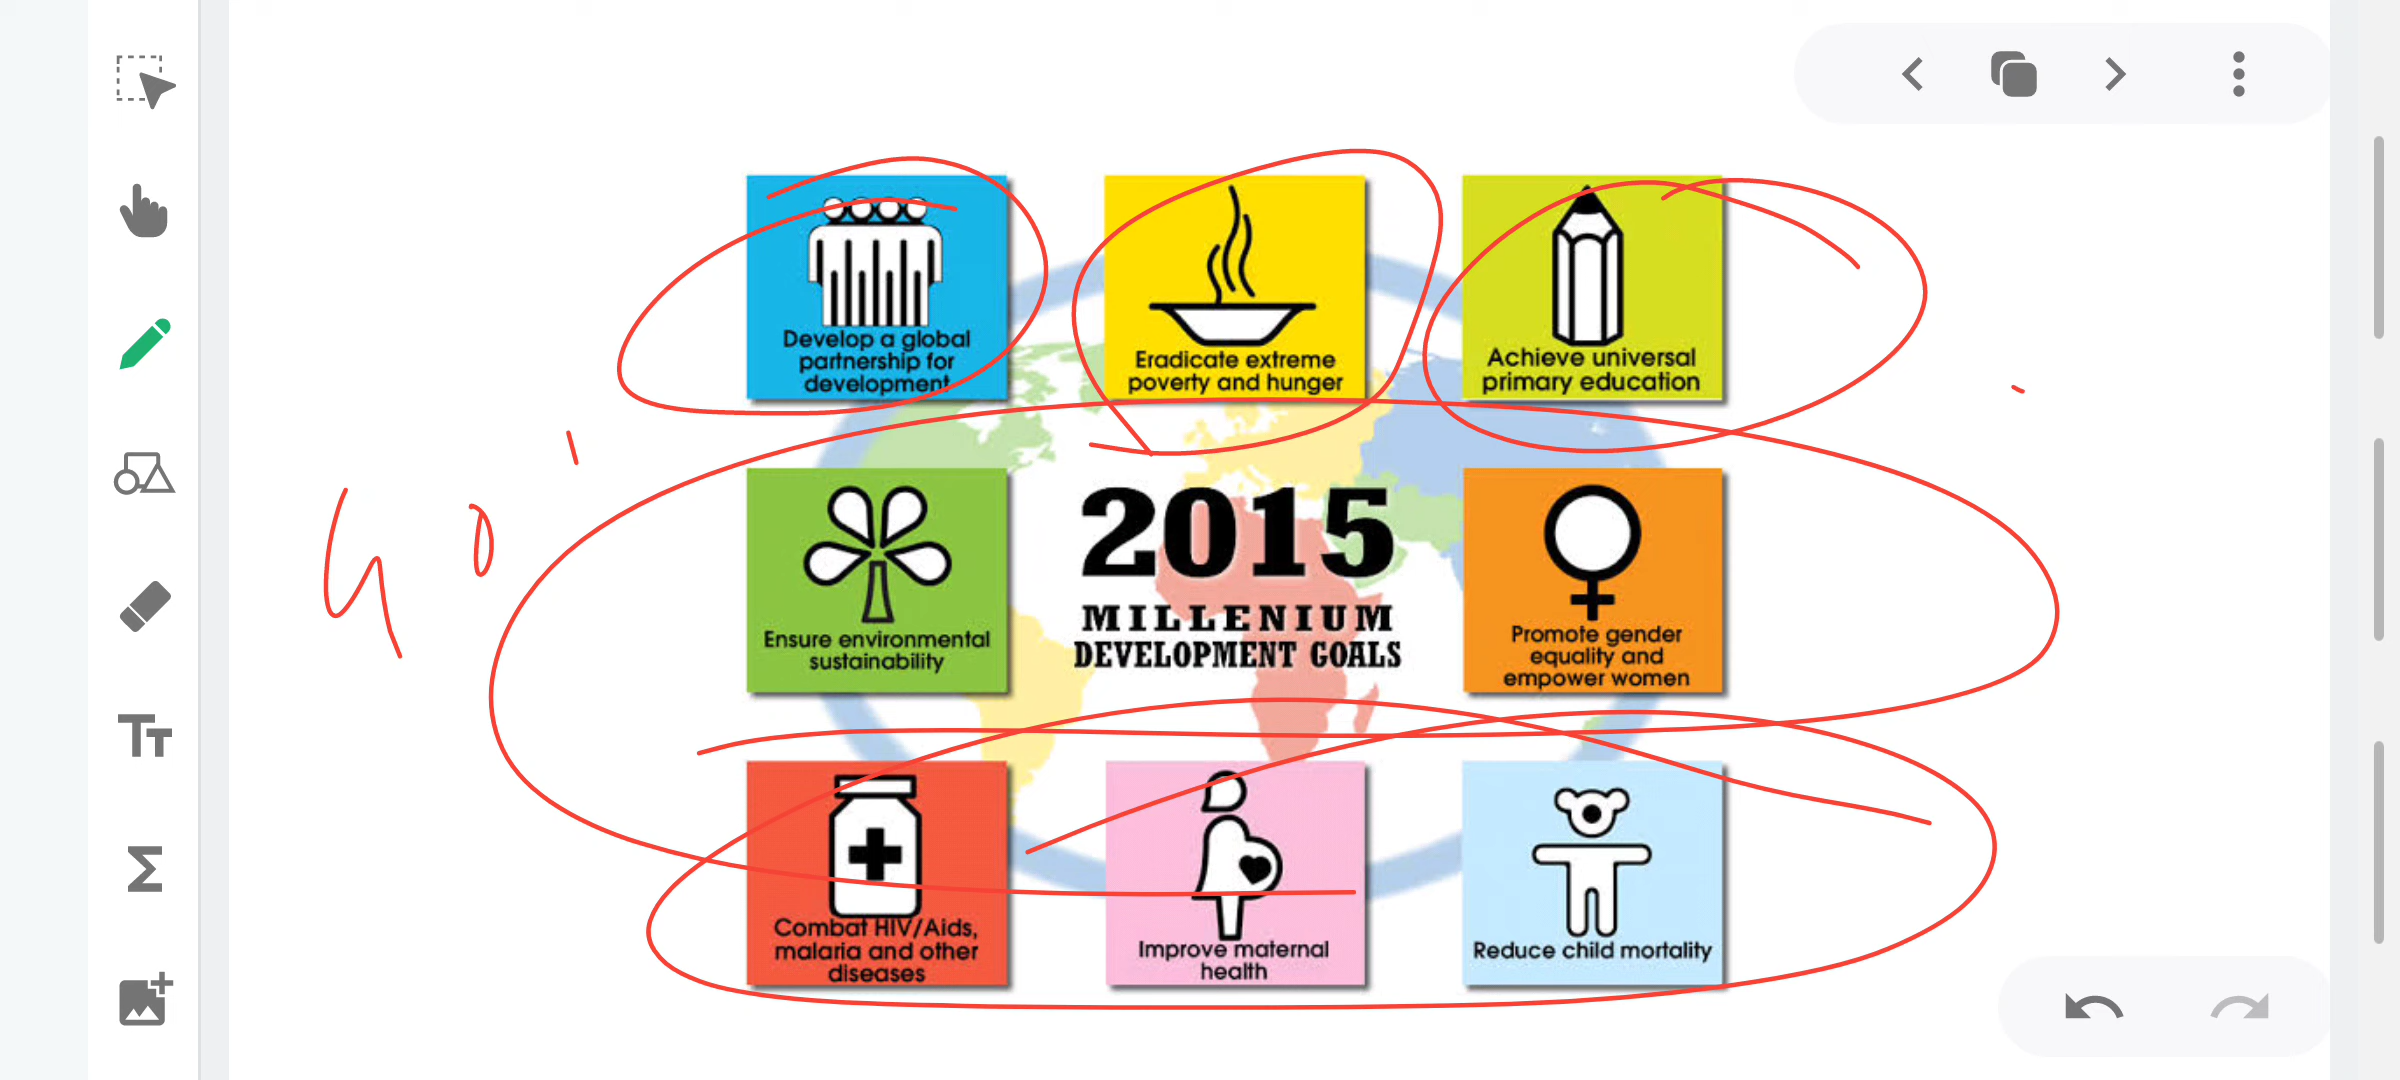 Develop a global
partnership for
development
Eradicate extreme
poverty and hunger
Achieve universal
primary education
40
Ensure environmental
sustainability
2015
MILLENIUM
DEVELOPMENT GOALS
Promote gender
equality and
empower women
Combat HIV/Aids,
malaria and other
diseases
Improve maternal
health
Reduce child mortality
TT
Σ